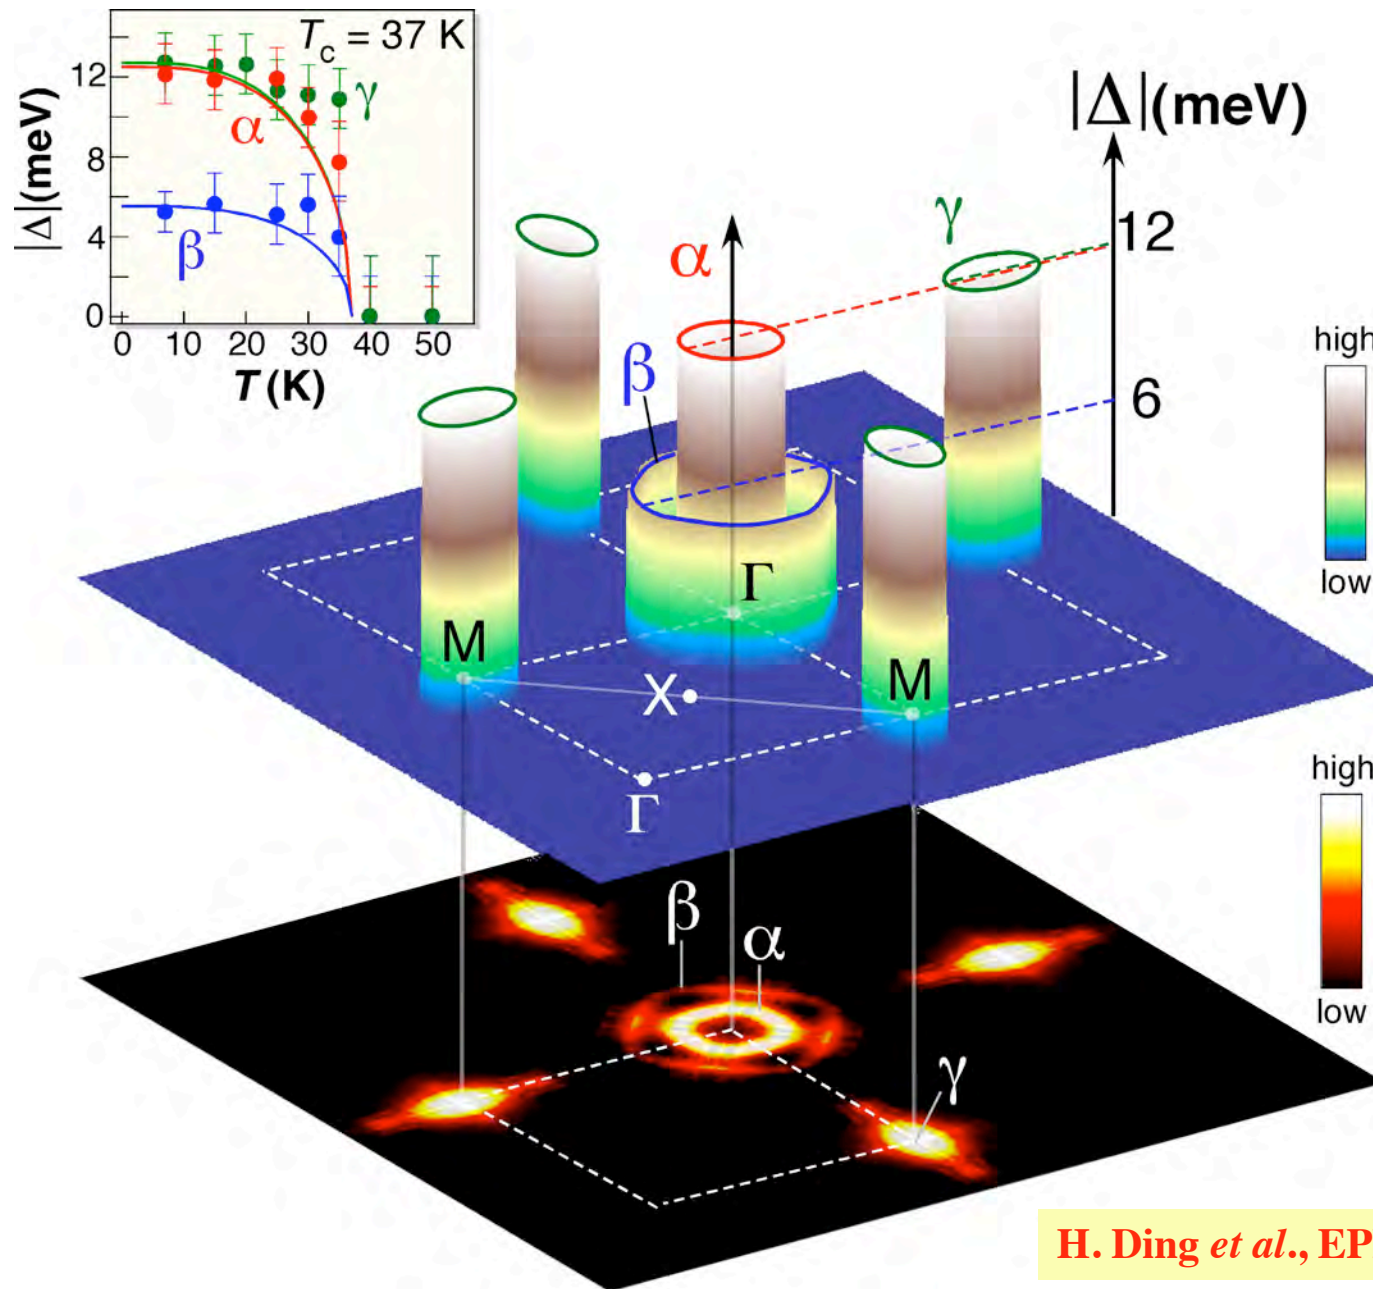 T_c = 37 K
|Δ|(meV)
12
8
4
0
γ
α
β
0 10 20 30 40 50
T (K)
|Δ|(meV)
12
6
γ
α
β
high
low
Γ
M
M
X
Γ
high
low
β
α
γ
H. Ding et al., EP